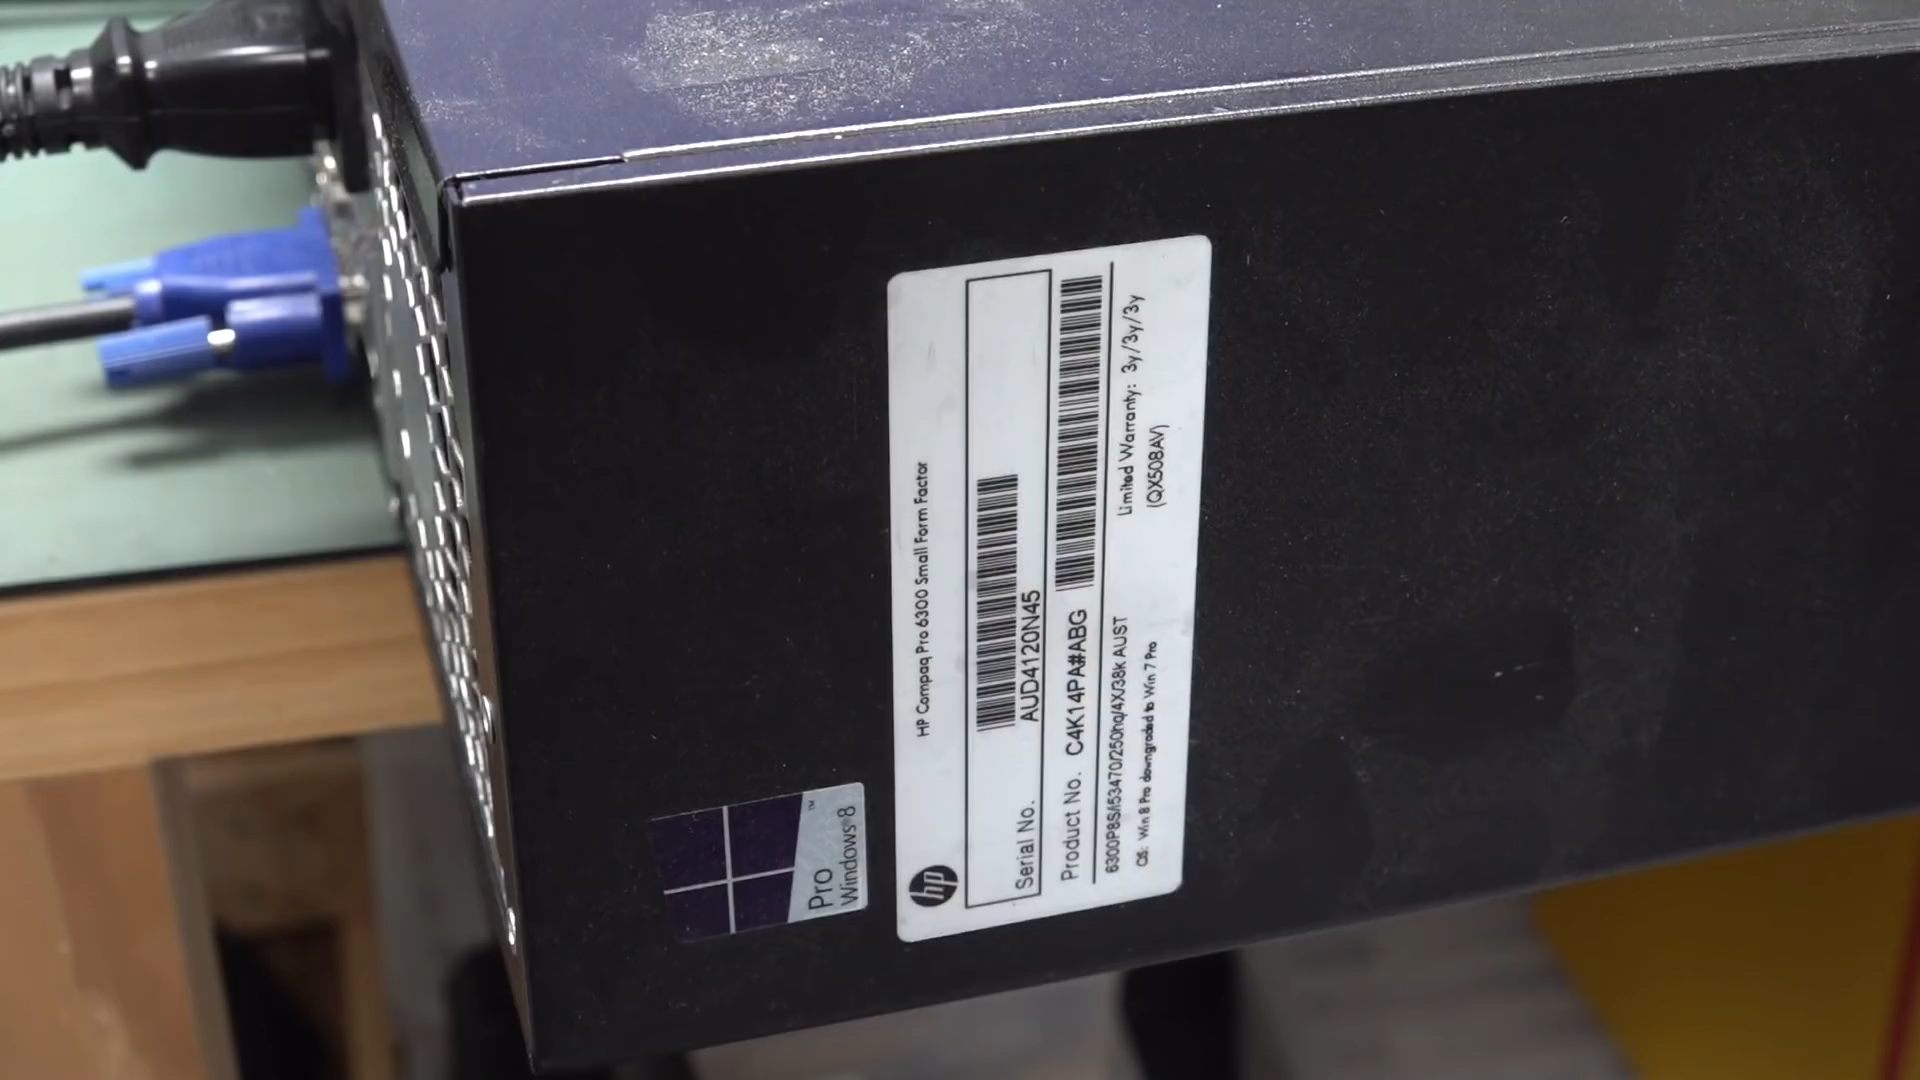 HP Compaq Pro 6300 Small Form Factor
AUD4120N45
Serial No.
Product No. C4K14PA#ABG
6300P8S/i53470/250hq/4X/38k AUST
Limited Warranty: 3y/3y/3y
OS: Win 8 Pro downgraded to Win 7 Pro
(QX508AV)
hp
Pro
Windows 8
™